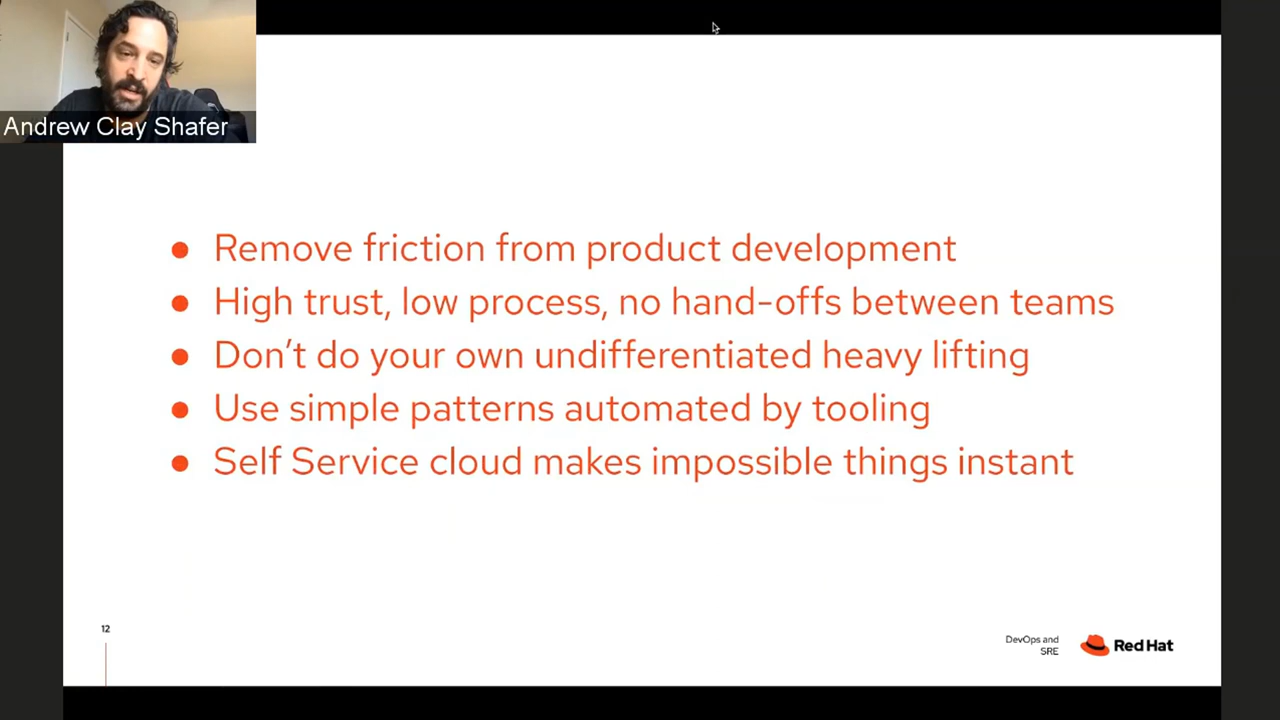 Andrew Clay Shafer
● Remove friction from product development
● High trust, low process, no hand-offs between teams
● Don’t do your own undifferentiated heavy lifting
● Use simple patterns automated by tooling
● Self Service cloud makes impossible things instant
12
DevOps and
SRE
Red Hat